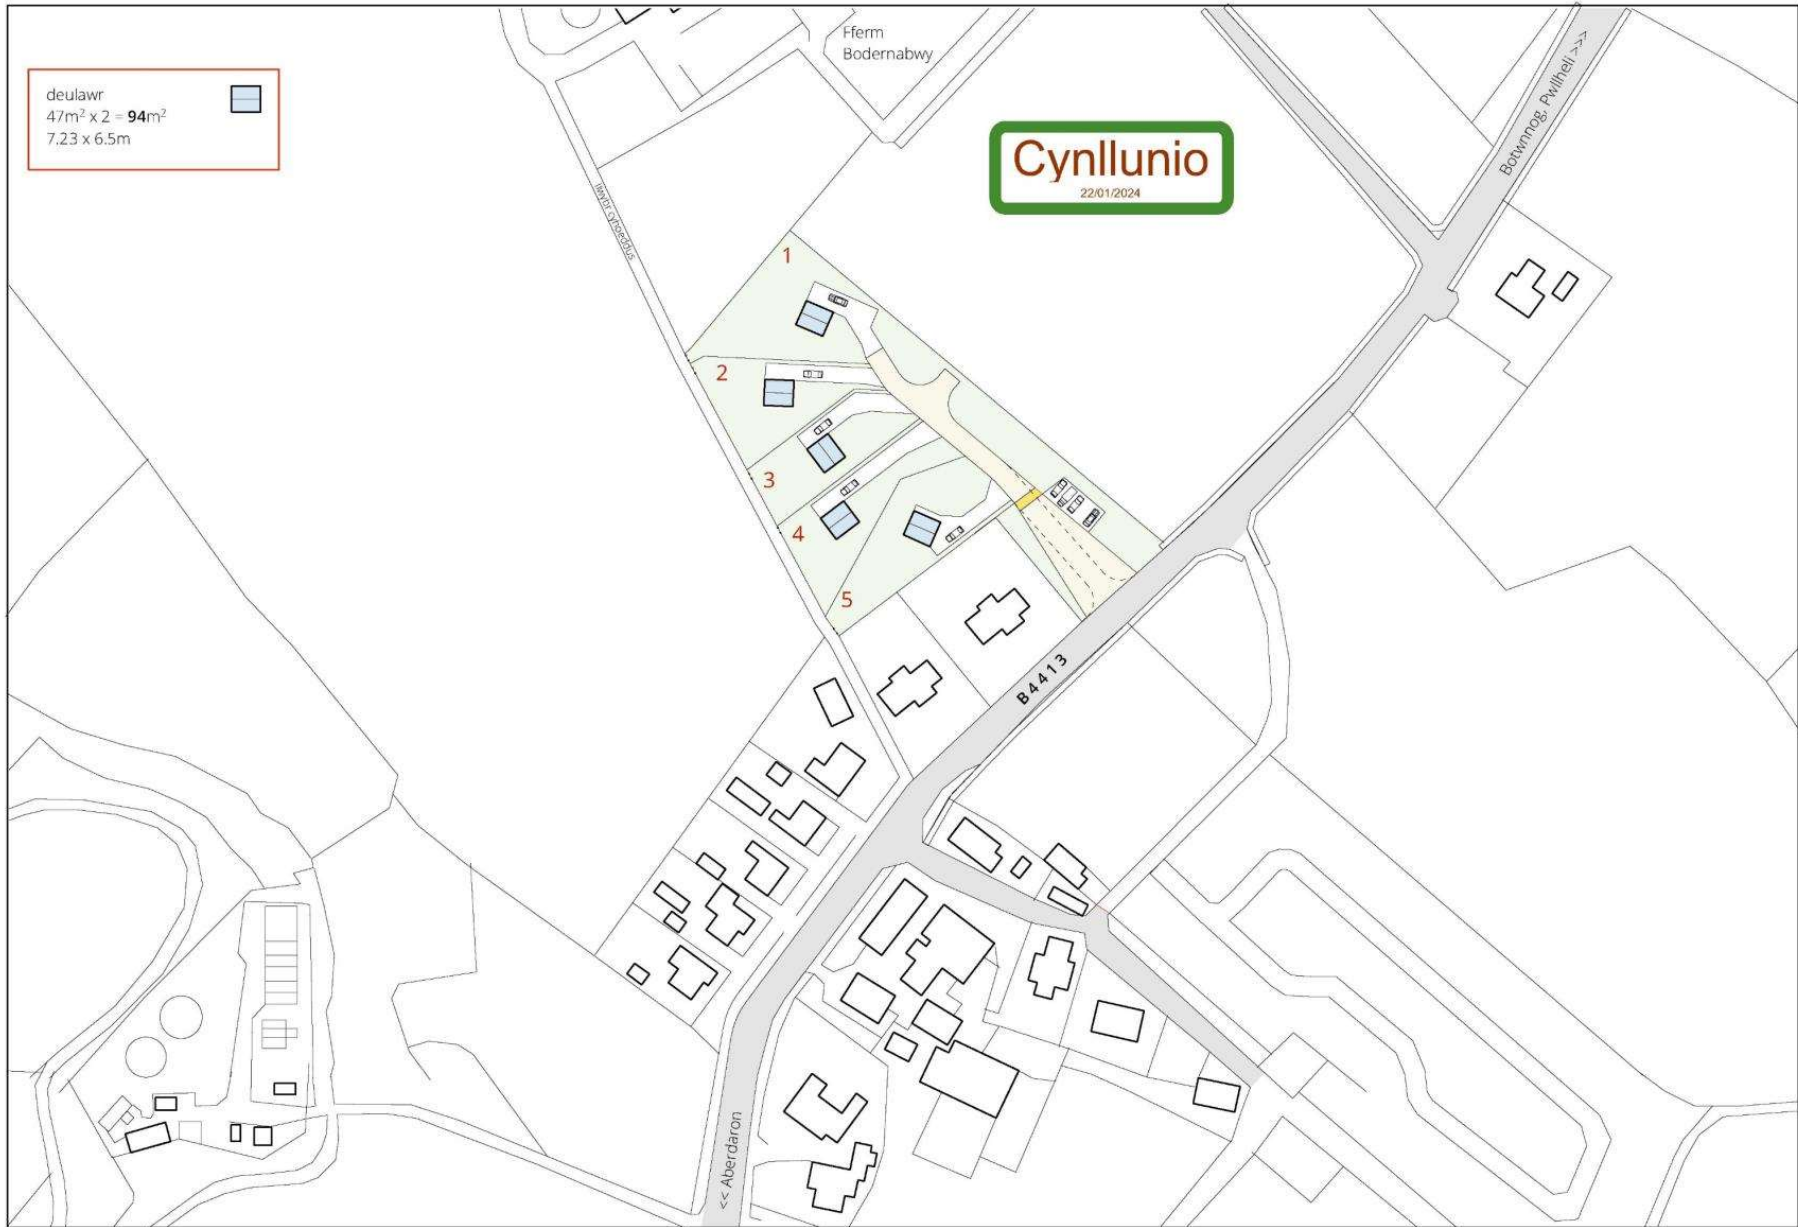 Fferm
Bodernabwy
deulawr
47m² x 2 = 94m²
7.23 x 6.5m
Cynllunio
22/01/2024
Botwnnog, Pwllheli >>>
llwybr cyhoeddus
1
2
3
4
5
B4413
<< Aberdaron